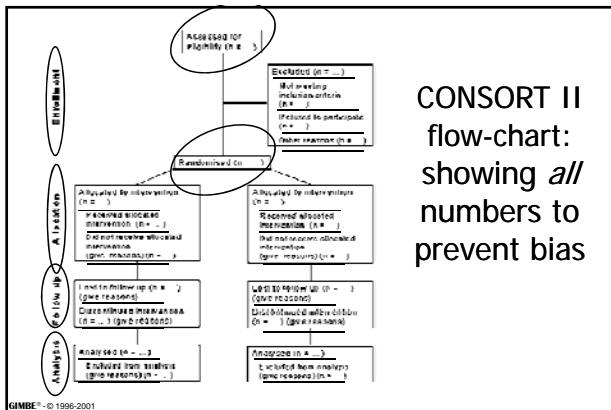 Assessed for
eligibility (n = )
Enrollment
Excluded (n = ...)
Not meeting
inclusion criteria
(n = )
Refused to participate
(n = )
Other reasons (n = )
CONSORT II
flow-chart:
showing all
numbers to
prevent bias
Randomised (n )
Allocation
Allocated to intervention
(n = )
Received allocated
intervention (n = ...)
Did not receive allocated
intervention
(give reasons) (n = ..)
Allocated to intervention
(n = )
Received allocated
intervention (n = )
Did not receive allocated
intervention
(give reasons) (n = )
Follow up
Lost to follow up (n = )
(give reasons)
Discontinued intervention
(n = ...) (give reasons)
Lost to follow up (n = )
(give reasons)
Discontinued intervention
(n = ) (give reasons)
Analysis
Analysed (n = ...)
Excluded from analysis
(give reasons) (n = ..)
Analysed (n = ...)
Excluded from analysis
(give reasons) (n = )
GIMBE® - © 1996-2001